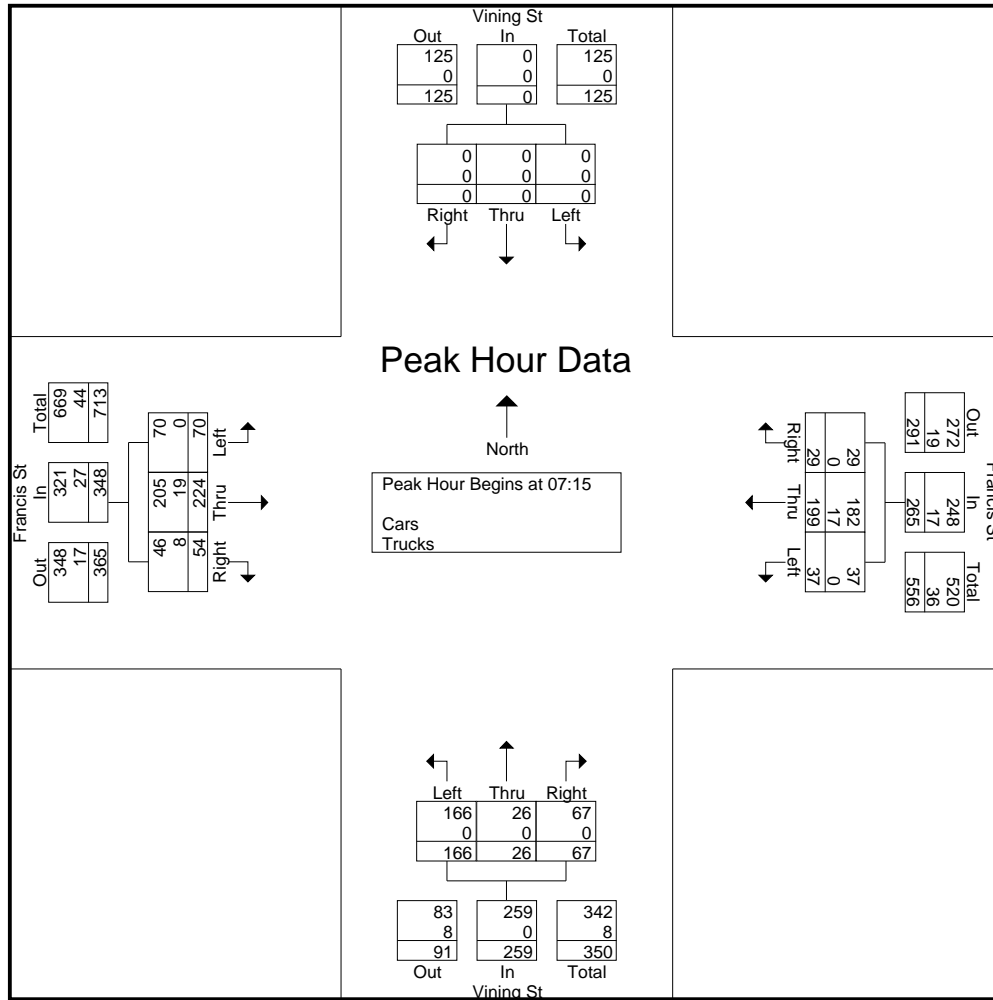 Vining St
Out In Total
125 0 125
0 0 0
125 0 125
0 0 0
0 0 0
0 0 0
Right Thru Left
Peak Hour Data
North
Peak Hour Begins at 07:15
Cars
Trucks
Francis St
Total In Out
669 321 348
44 27 17
713 348 365
70 205 46
0 19 8
70 224 54
Left Thru Right
Francis St
Out In Total
272 248 520
19 17 36
291 265 556
29 182 37
0 17 0
29 199 37
Right Thru Left
Left Thru Right
166 26 67
0 0 0
166 26 67
83 259 342
8 0 8
91 259 350
Out In Total
Vining St